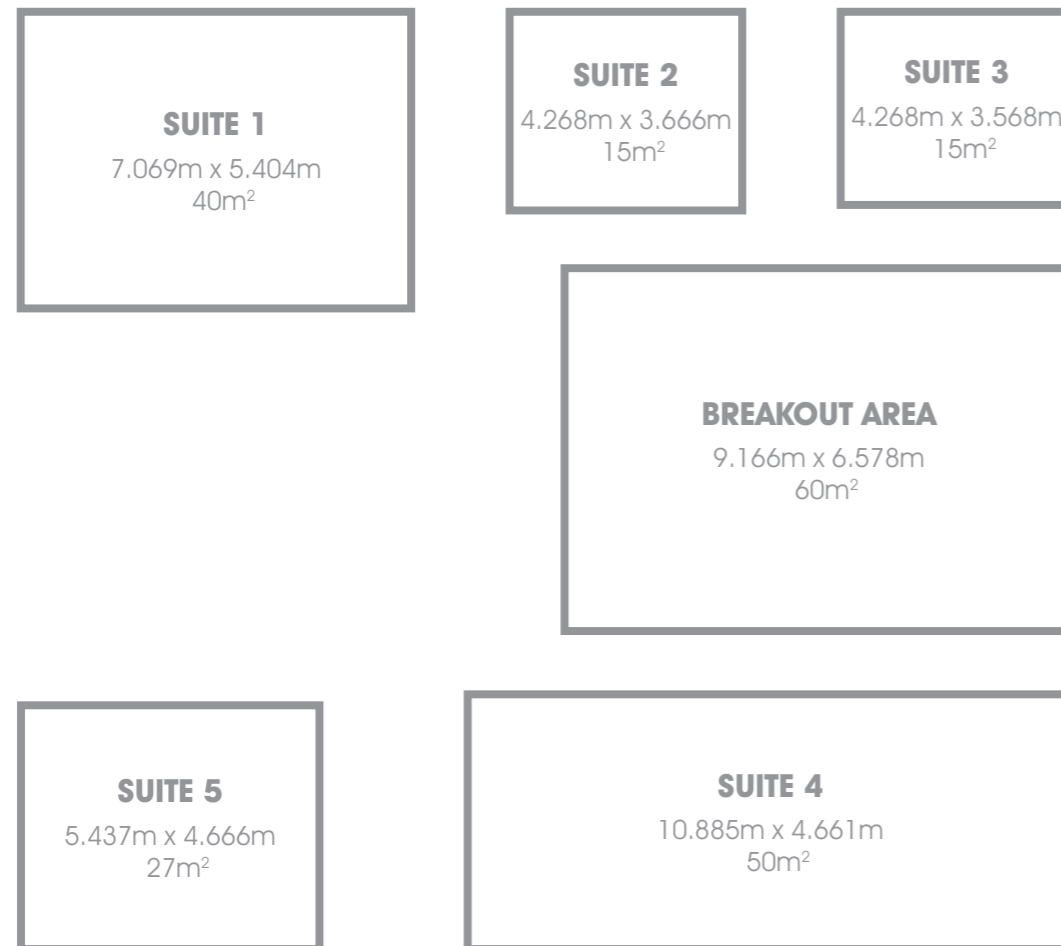 SUITE 1
7.069m x 5.404m
40m²
SUITE 2
4.268m x 3.666m
15m²
SUITE 3
4.268m x 3.568m
15m²
BREAKOUT AREA
9.166m x 6.578m
60m²
SUITE 5
5.437m x 4.666m
27m²
SUITE 4
10.885m x 4.661m
50m²